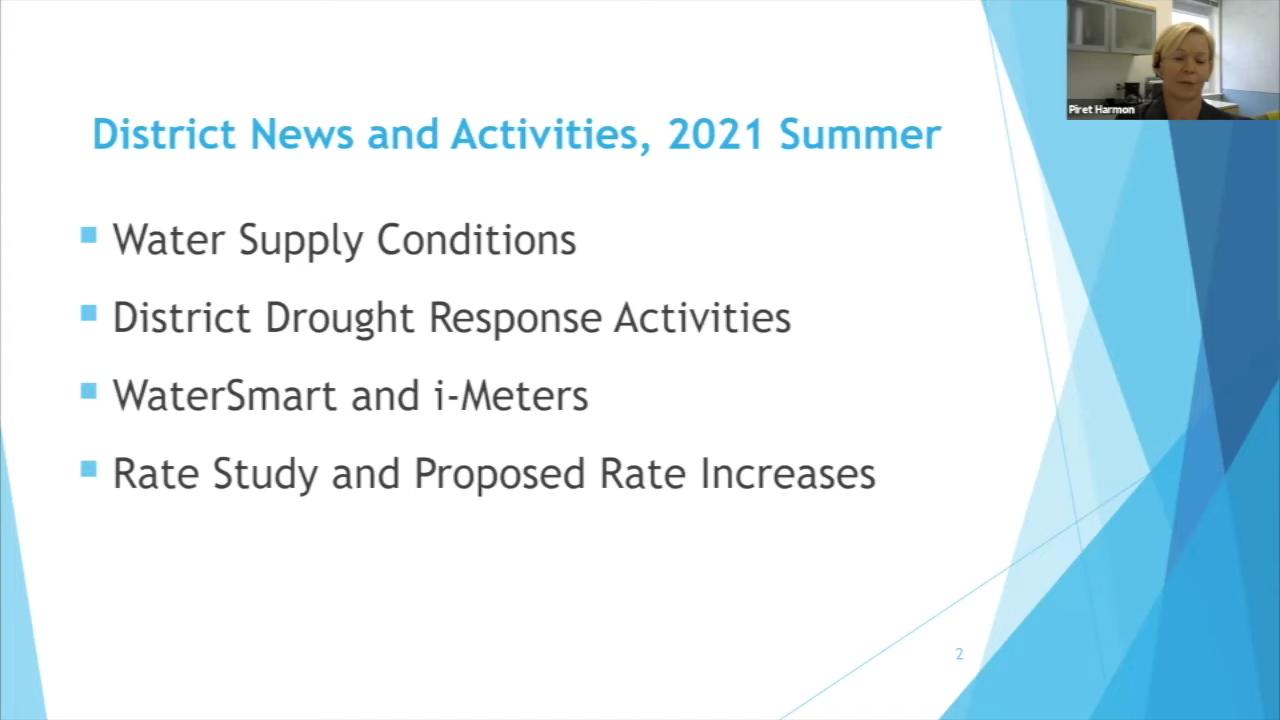 Piret Harmon
District News and Activities, 2021 Summer
Water Supply Conditions
District Drought Response Activities
WaterSmart and i-Meters
Rate Study and Proposed Rate Increases
2